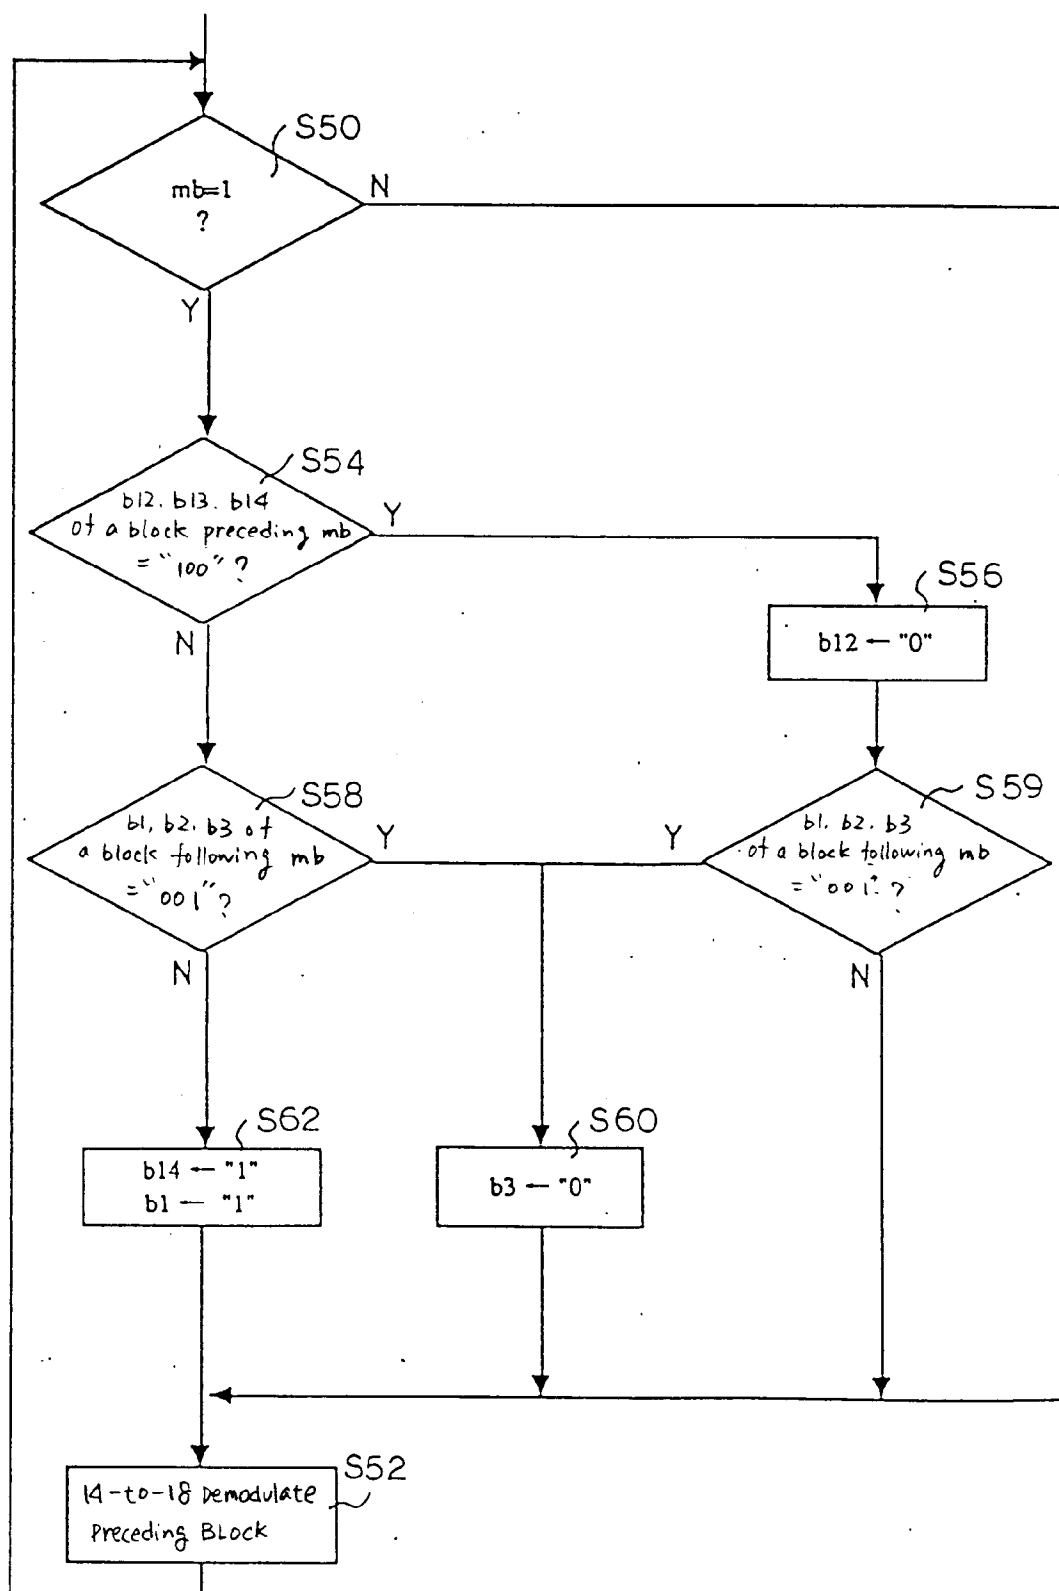 S50
mb=1
?
N
Y
S54
b12. b13. b14
of a block preceding mb
= "100" ?
Y
N
S56
b12 ← "0"
S58
b1, b2. b3 of
a block following mb
= "001" ?
Y
N
S59
b1. b2. b3
of a block following mb
= "001" ?
Y
N
S62
b14 ← "1"
b1 ← "1"
S60
b3 ← "0"
S52
14-to-18 Demodulate
Preceding BLock